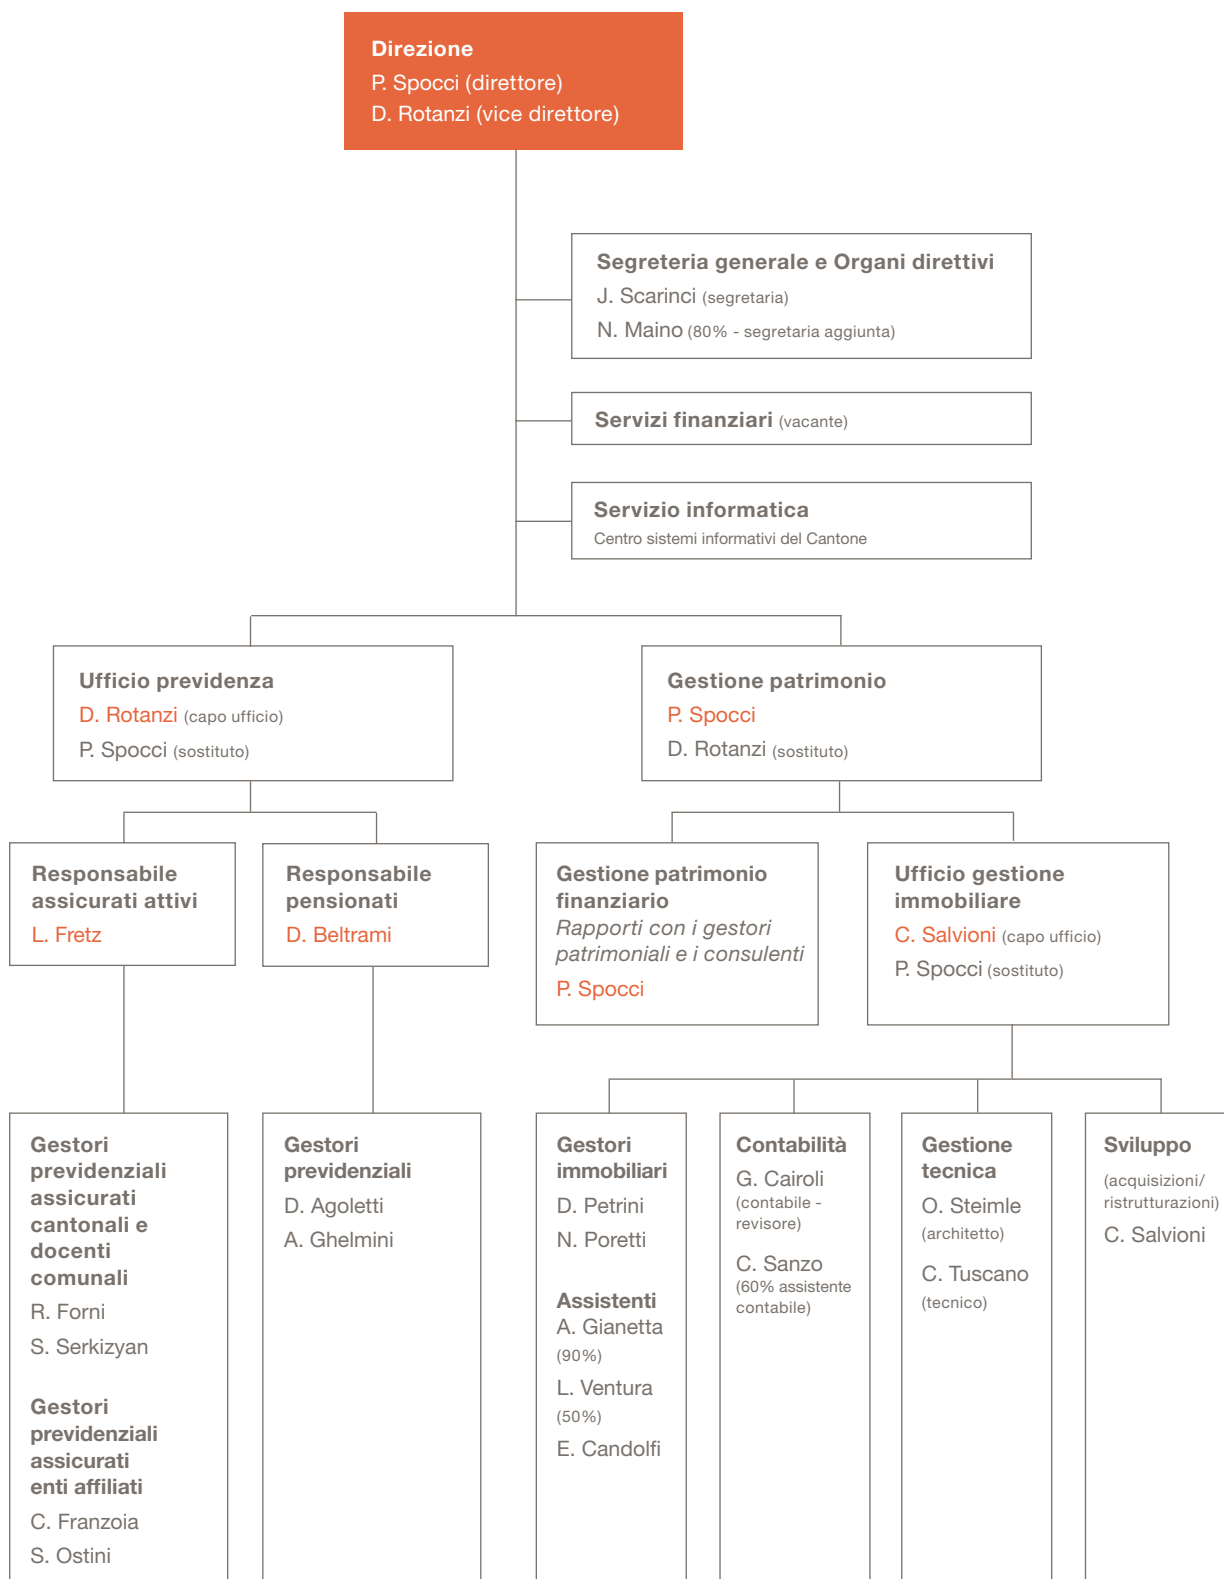 Direzione
P. Spocci (direttore)
D. Rotanzi (vice direttore)
Segreteria generale e Organi direttivi
J. Scarinci (segretaria)
N. Maino (80% - segretaria aggiunta)
Servizi finanziari (vacante)
Servizio informatica
Centro sistemi informativi del Cantone
Ufficio previdenza
D. Rotanzi (capo ufficio)
P. Spocci (sostituto)
Gestione patrimonio
P. Spocci
D. Rotanzi (sostituto)
Responsabile
assicurati attivi
L. Fretz
Responsabile
pensionati
D. Beltrami
Gestione patrimonio
finanziario
Rapporti con i gestori
patrimoniali e i consulenti
P. Spocci
Ufficio gestione
immobiliare
C. Salvioni (capo ufficio)
P. Spocci (sostituto)
Gestori
previdenziali
assicurati
cantonali e
docenti
comunali
R. Forni
S. Serkizyan
Gestori
previdenziali
assicurati
enti affiliati
C. Franzoia
S. Ostini
Gestori
previdenziali
D. Agoletti
A. Ghelmini
Gestori
immobiliari
D. Petrini
N. Poretti
Assistenti
A. Gianetta
(90%)
L. Ventura
(50%)
E. Candolfi
Contabilità
G. Cairoli
(contabile -
revisore)
C. Sanzo
(60% assistente
contabile)
Gestione
tecnica
O. Steimle
(architetto)
C. Tuscano
(tecnico)
Sviluppo
(acquisizioni/
ristrutturazioni)
C. Salvioni